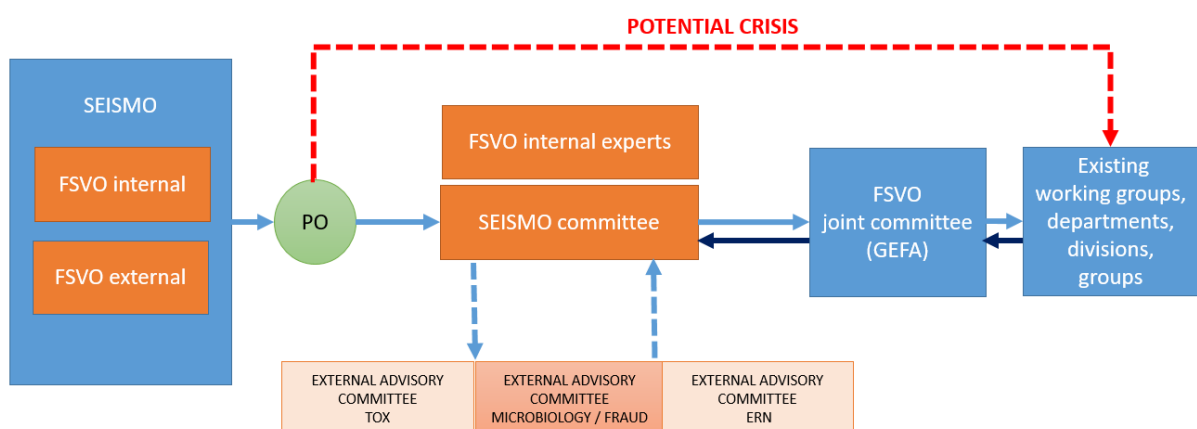 POTENTIAL CRISIS
SEISMO
FSVO internal
FSVO external
PO
FSVO internal experts
SEISMO committee
FSVO
joint committee
(GEFA)
Existing
working groups,
departments,
divisions,
groups
EXTERNAL ADVISORY
COMMITTEE
TOX
EXTERNAL ADVISORY
COMMITTEE
MICROBIOLOGY / FRAUD
EXTERNAL ADVISORY
COMMITTEE
ERN